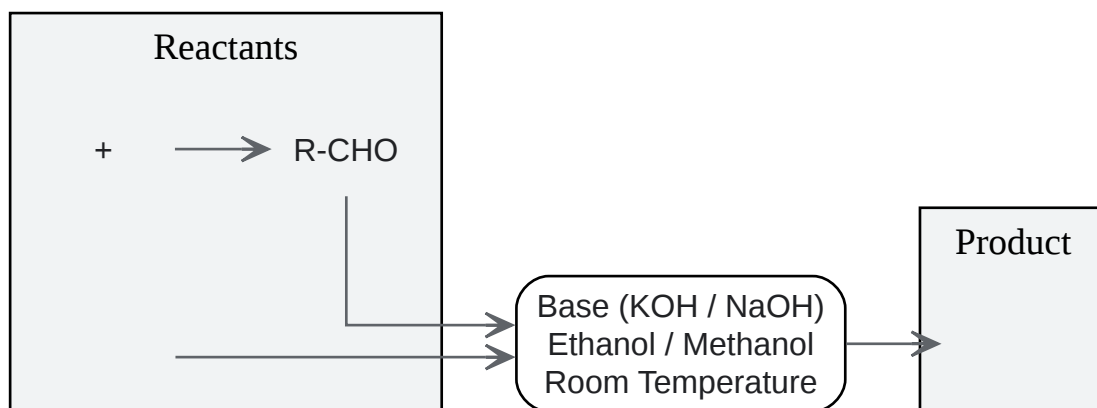 Reactants
+
R-CHO
Product
Base (KOH / NaOH)
Ethanol / Methanol
Room Temperature